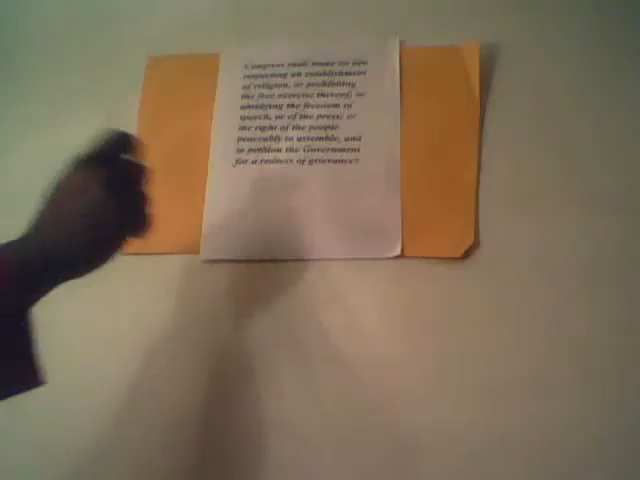 Congress shall make no law
respecting an establishment
of religion, or prohibiting
the free exercise thereof; or
abridging the freedom of
speech, or of the press; or
the right of the people
peaceably to assemble, and
to petition the Government
for a redress of grievances